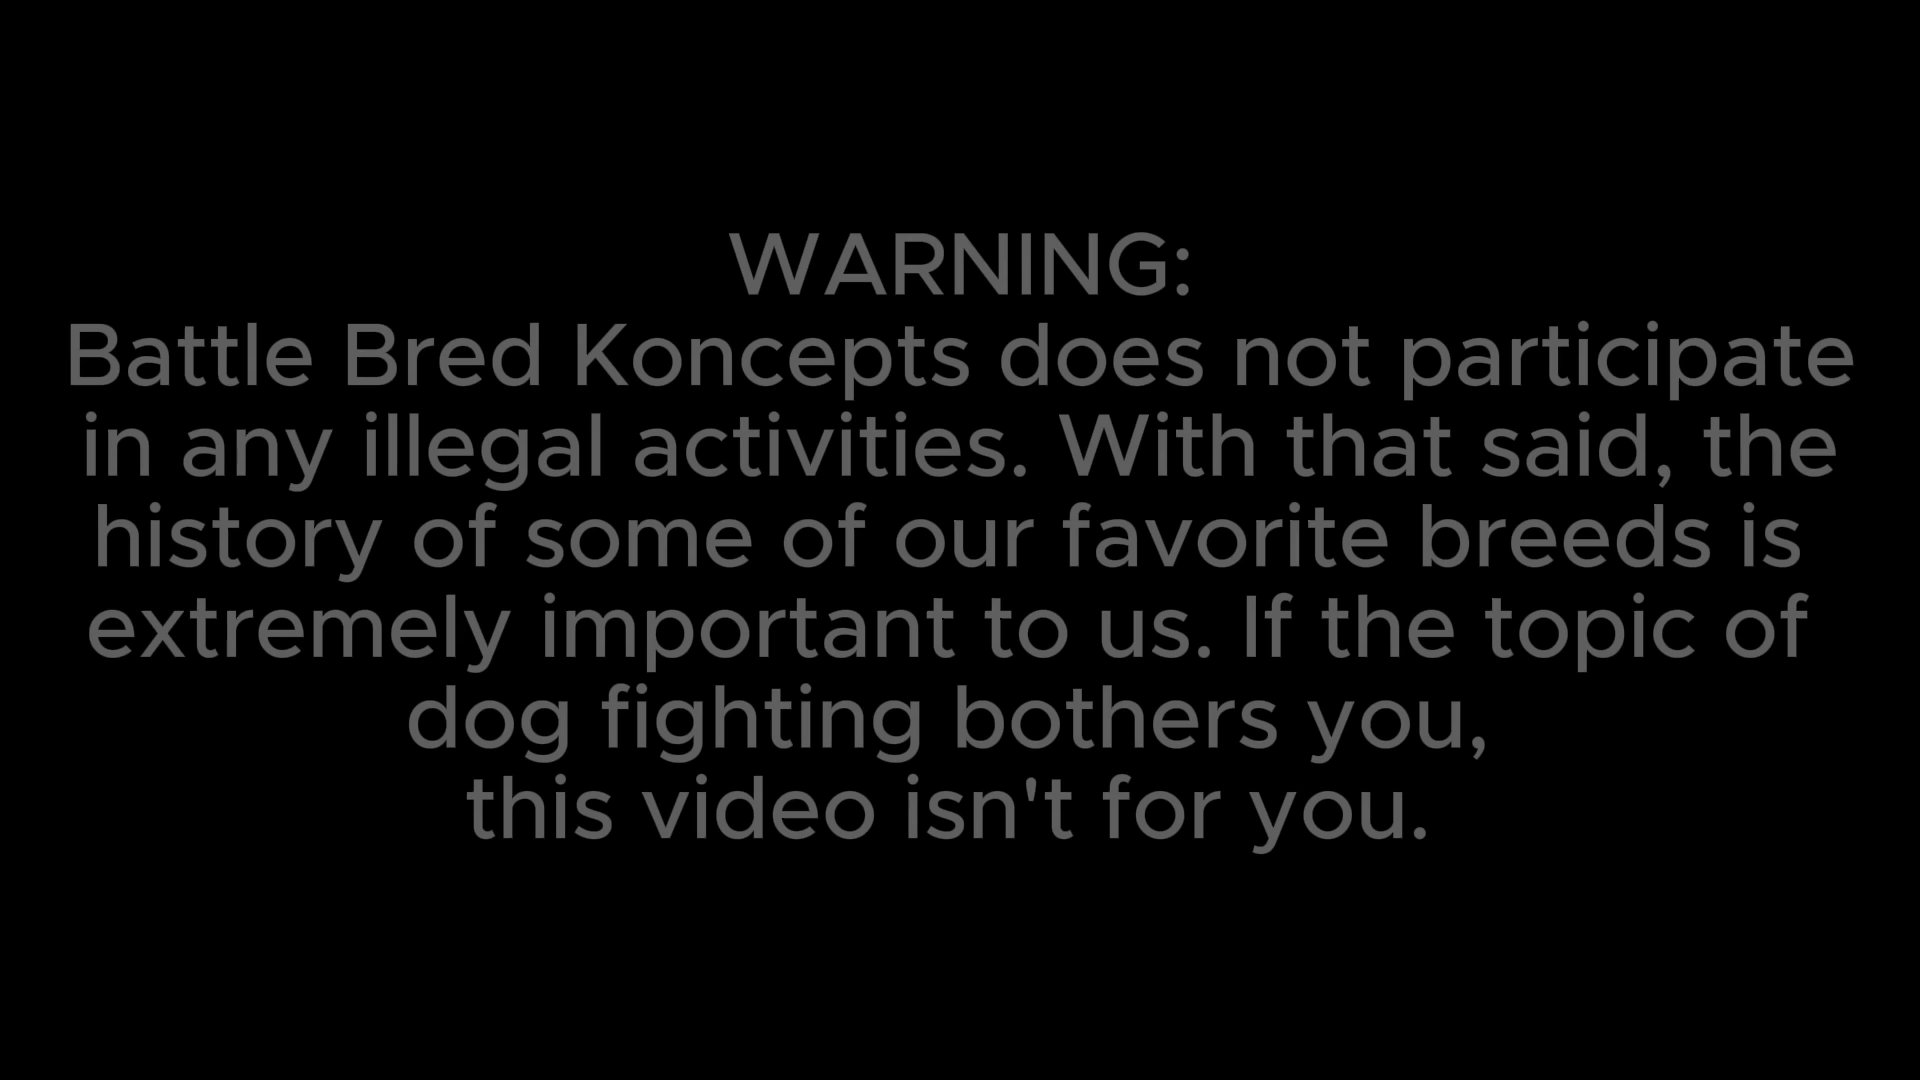 WARNING:
Battle Bred Koncepts does not participate
in any illegal activities. With that said, the
history of some of our favorite breeds is
extremely important to us. If the topic of
dog fighting bothers you,
this video isn't for you.